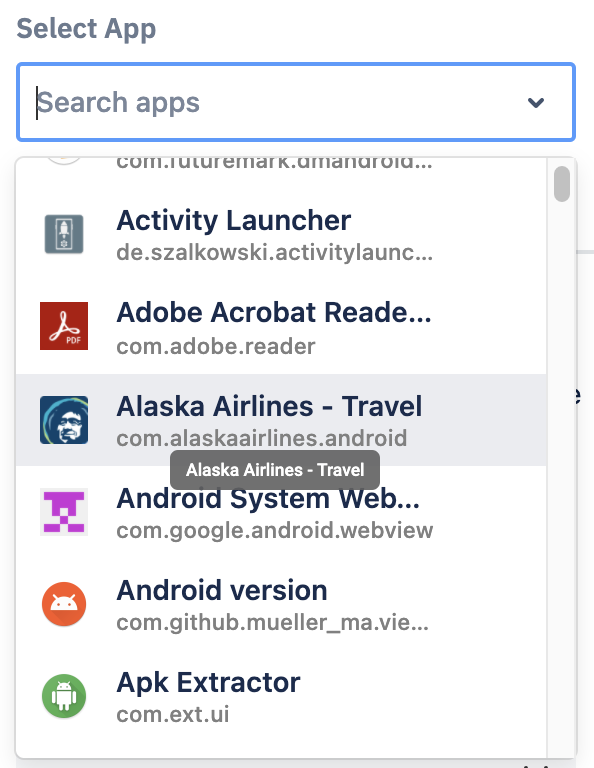 Select App
Search apps
com.futuremark.dmandroid...
Activity Launcher
de.szalkowski.activitylaunc...
Adobe Acrobat Reade...
PDF
com.adobe.reader
Alaska Airlines - Travel
com.alaskaairlines.android
Alaska Airlines - Travel
Android System Web...
com.google.android.webview
Android version
com.github.mueller_ma.vie...
Apk Extractor
com.ext.ui